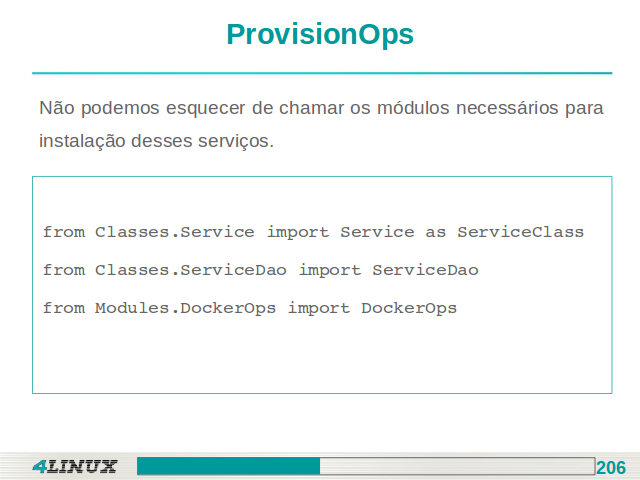 ProvisionOps
Não podemos esquecer de chamar os módulos necessários para
instalação desses serviços.
from Classes.Service import Service as ServiceClass
from Classes.ServiceDao import ServiceDao
from Modules.DockerOps import DockerOps
4LINUX
206